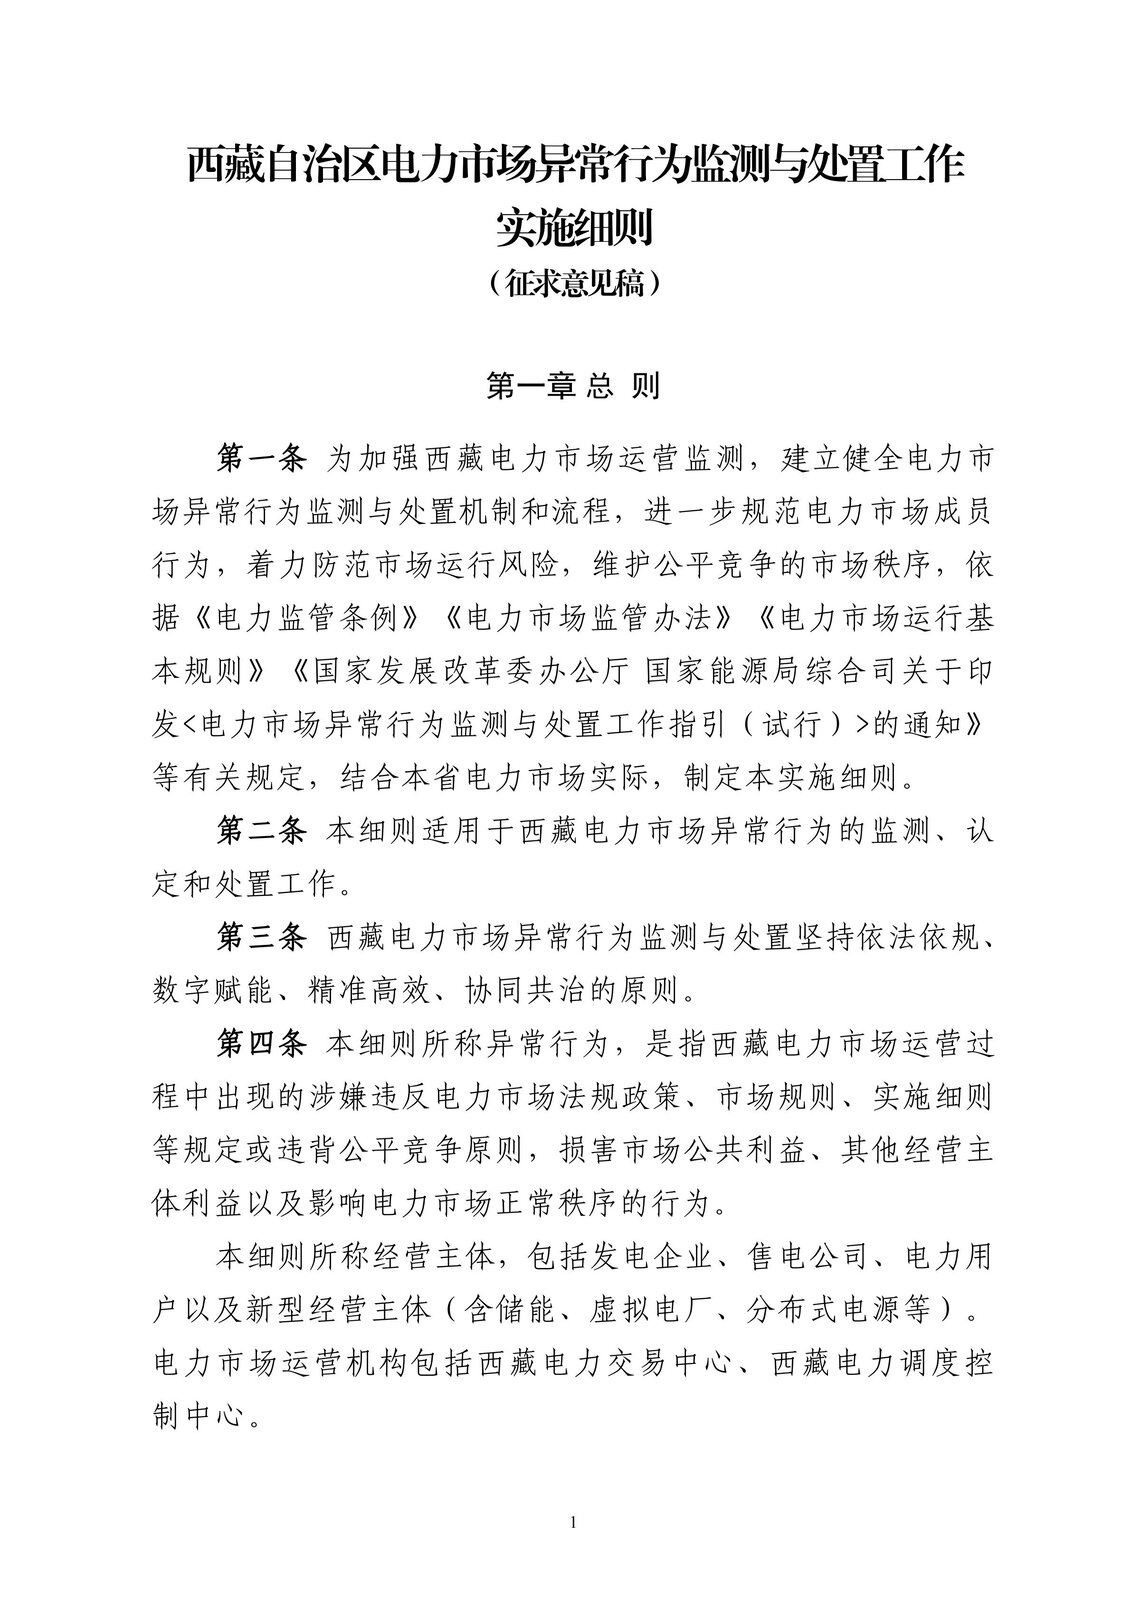 西藏自治区电力市场异常行为监测与处置工作
实施细则
（征求意见稿）
第一章 总 则
第一条 为加强西藏电力市场运营监测，建立健全电力市
场异常行为监测与处置机制和流程，进一步规范电力市场成员
行为，着力防范市场运行风险，维护公平竞争的市场秩序，依
据《电力监管条例》《电力市场监管办法》《电力市场运行基
本规则》《国家发展改革委办公厅 国家能源局综合司关于印
发<电力市场异常行为监测与处置工作指引（试行）>的通知》
等有关规定，结合本省电力市场实际，制定本实施细则。
第二条 本细则适用于西藏电力市场异常行为的监测、认
定和处置工作。
第三条 西藏电力市场异常行为监测与处置坚持依法依规、
数字赋能、精准高效、协同共治的原则。
第四条 本细则所称异常行为，是指西藏电力市场运营过
程中出现的涉嫌违反电力市场法规政策、市场规则、实施细则
等规定或违背公平竞争原则，损害市场公共利益、其他经营主
体利益以及影响电力市场正常秩序的行为。
本细则所称经营主体，包括发电企业、售电公司、电力用
户以及新型经营主体（含储能、虚拟电厂、分布式电源等）。
电力市场运营机构包括西藏电力交易中心、西藏电力调度控
制中心。
1